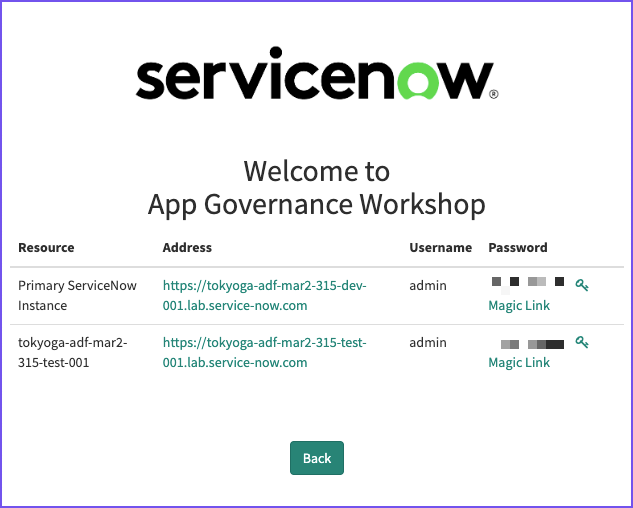 servicenow®
Welcome to
App Governance Workshop
Resource Address Username Password
Primary ServiceNow Instance https://tokyoga-adf-mar2-315-dev-001.lab.service-now.com admin
Magic Link
tokyoga-adf-mar2-315-test-001 https://tokyoga-adf-mar2-315-test-001.lab.service-now.com admin
Magic Link
Back